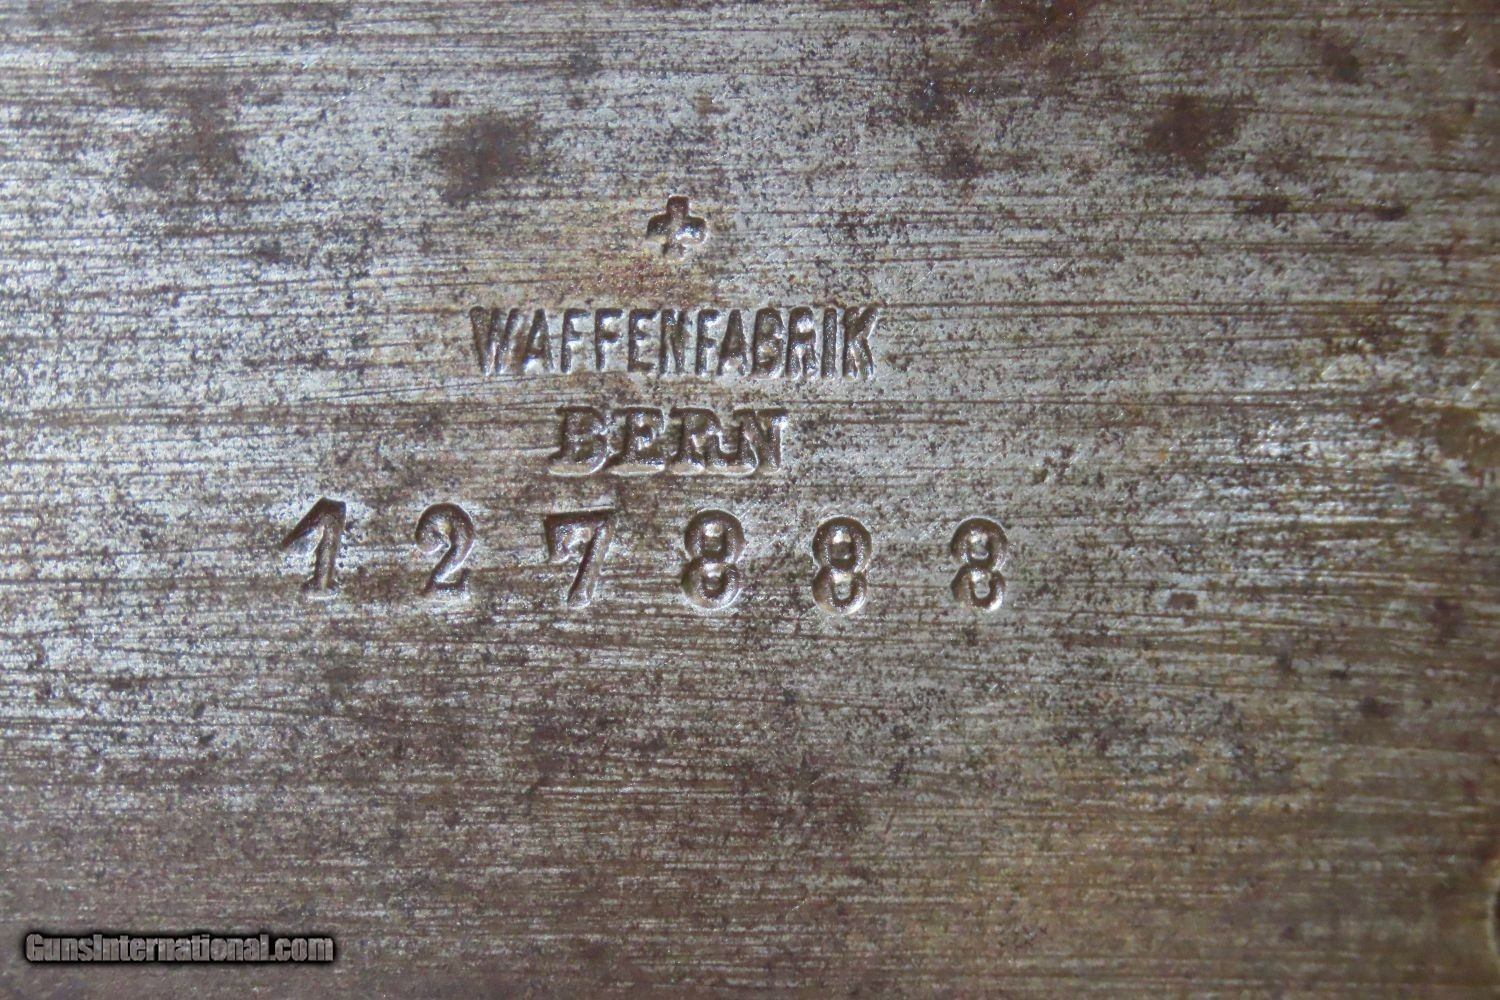 WAFFENFABRIK
BERN
127888
GunsInternational.com